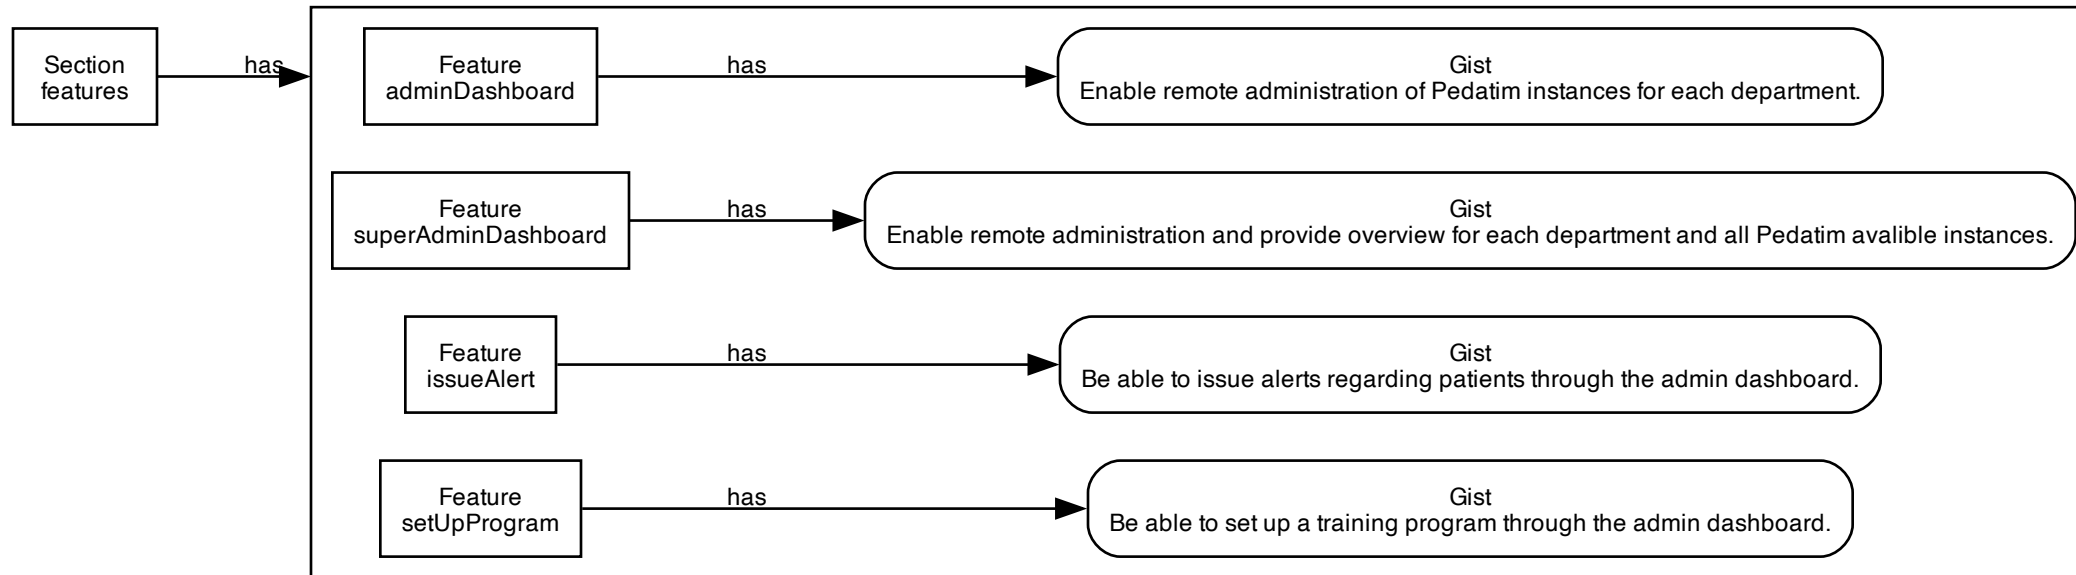 Section
features
has
Feature
adminDashboard
has
Gist
Enable remote administration of Pedatim instances for each department.
Feature
superAdminDashboard
has
Gist
Enable remote administration and provide overview for each department and all Pedatim avalible instances.
Feature
issueAlert
has
Gist
Be able to issue alerts regarding patients through the admin dashboard.
Feature
setUpProgram
has
Gist
Be able to set up a training program through the admin dashboard.